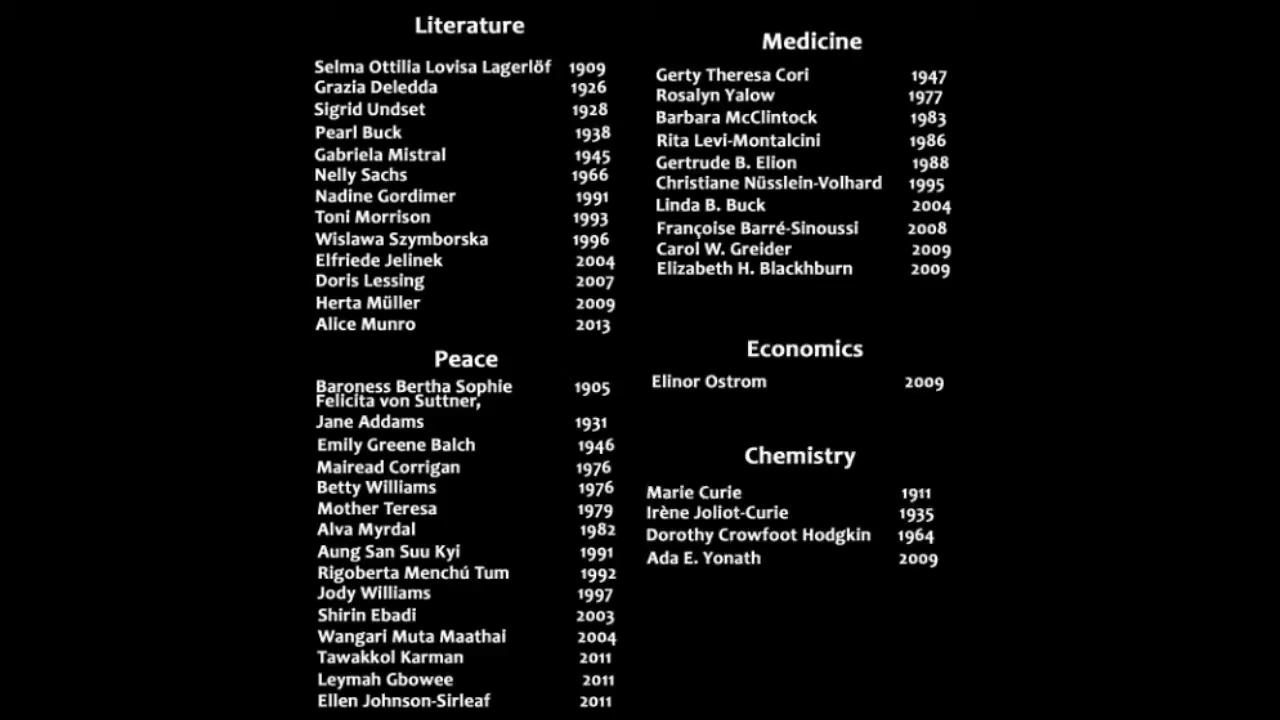 Literature
Selma Ottilia Lovisa Lagerlöf 1909
Grazia Deledda 1926
Sigrid Undset 1928
Pearl Buck 1938
Gabriela Mistral 1945
Nelly Sachs 1966
Nadine Gordimer 1991
Toni Morrison 1993
Wislawa Szymborska 1996
Elfriede Jelinek 2004
Doris Lessing 2007
Herta Müller 2009
Alice Munro 2013
Peace
Baroness Bertha Sophie 1905
Felicita von Suttner,
Jane Addams 1931
Emily Greene Balch 1946
Mairead Corrigan 1976
Betty Williams 1976
Mother Teresa 1979
Alva Myrdal 1982
Aung San Suu Kyi 1991
Rigoberta Menchú Tum 1992
Jody Williams 1997
Shirin Ebadi 2003
Wangari Muta Maathai 2004
Tawakkol Karman 2011
Leymah Gbowee 2011
Ellen Johnson-Sirleaf 2011
Medicine
Gerty Theresa Cori 1947
Rosalyn Yalow 1977
Barbara McClintock 1983
Rita Levi-Montalcini 1986
Gertrude B. Elion 1988
Christiane Nüsslein-Volhard 1995
Linda B. Buck 2004
Françoise Barré-Sinoussi 2008
Carol W. Greider 2009
Elizabeth H. Blackhburn 2009
Economics
Elinor Ostrom 2009
Chemistry
Marie Curie 1911
Irène Joliot-Curie 1935
Dorothy Crowfoot Hodgkin 1964
Ada E. Yonath 2009